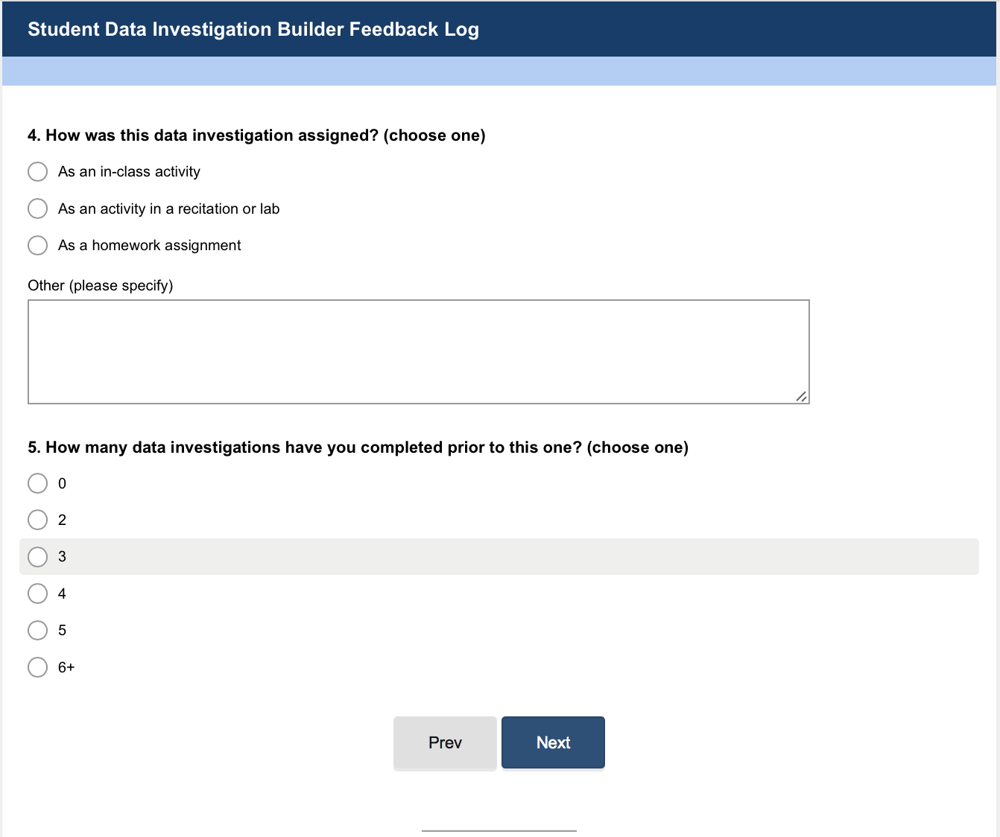 Student Data Investigation Builder Feedback Log
4. How was this data investigation assigned? (choose one)
As an in-class activity
As an activity in a recitation or lab
As a homework assignment
Other (please specify)
5. How many data investigations have you completed prior to this one? (choose one)
0
2
3
4
5
6+
Prev
Next